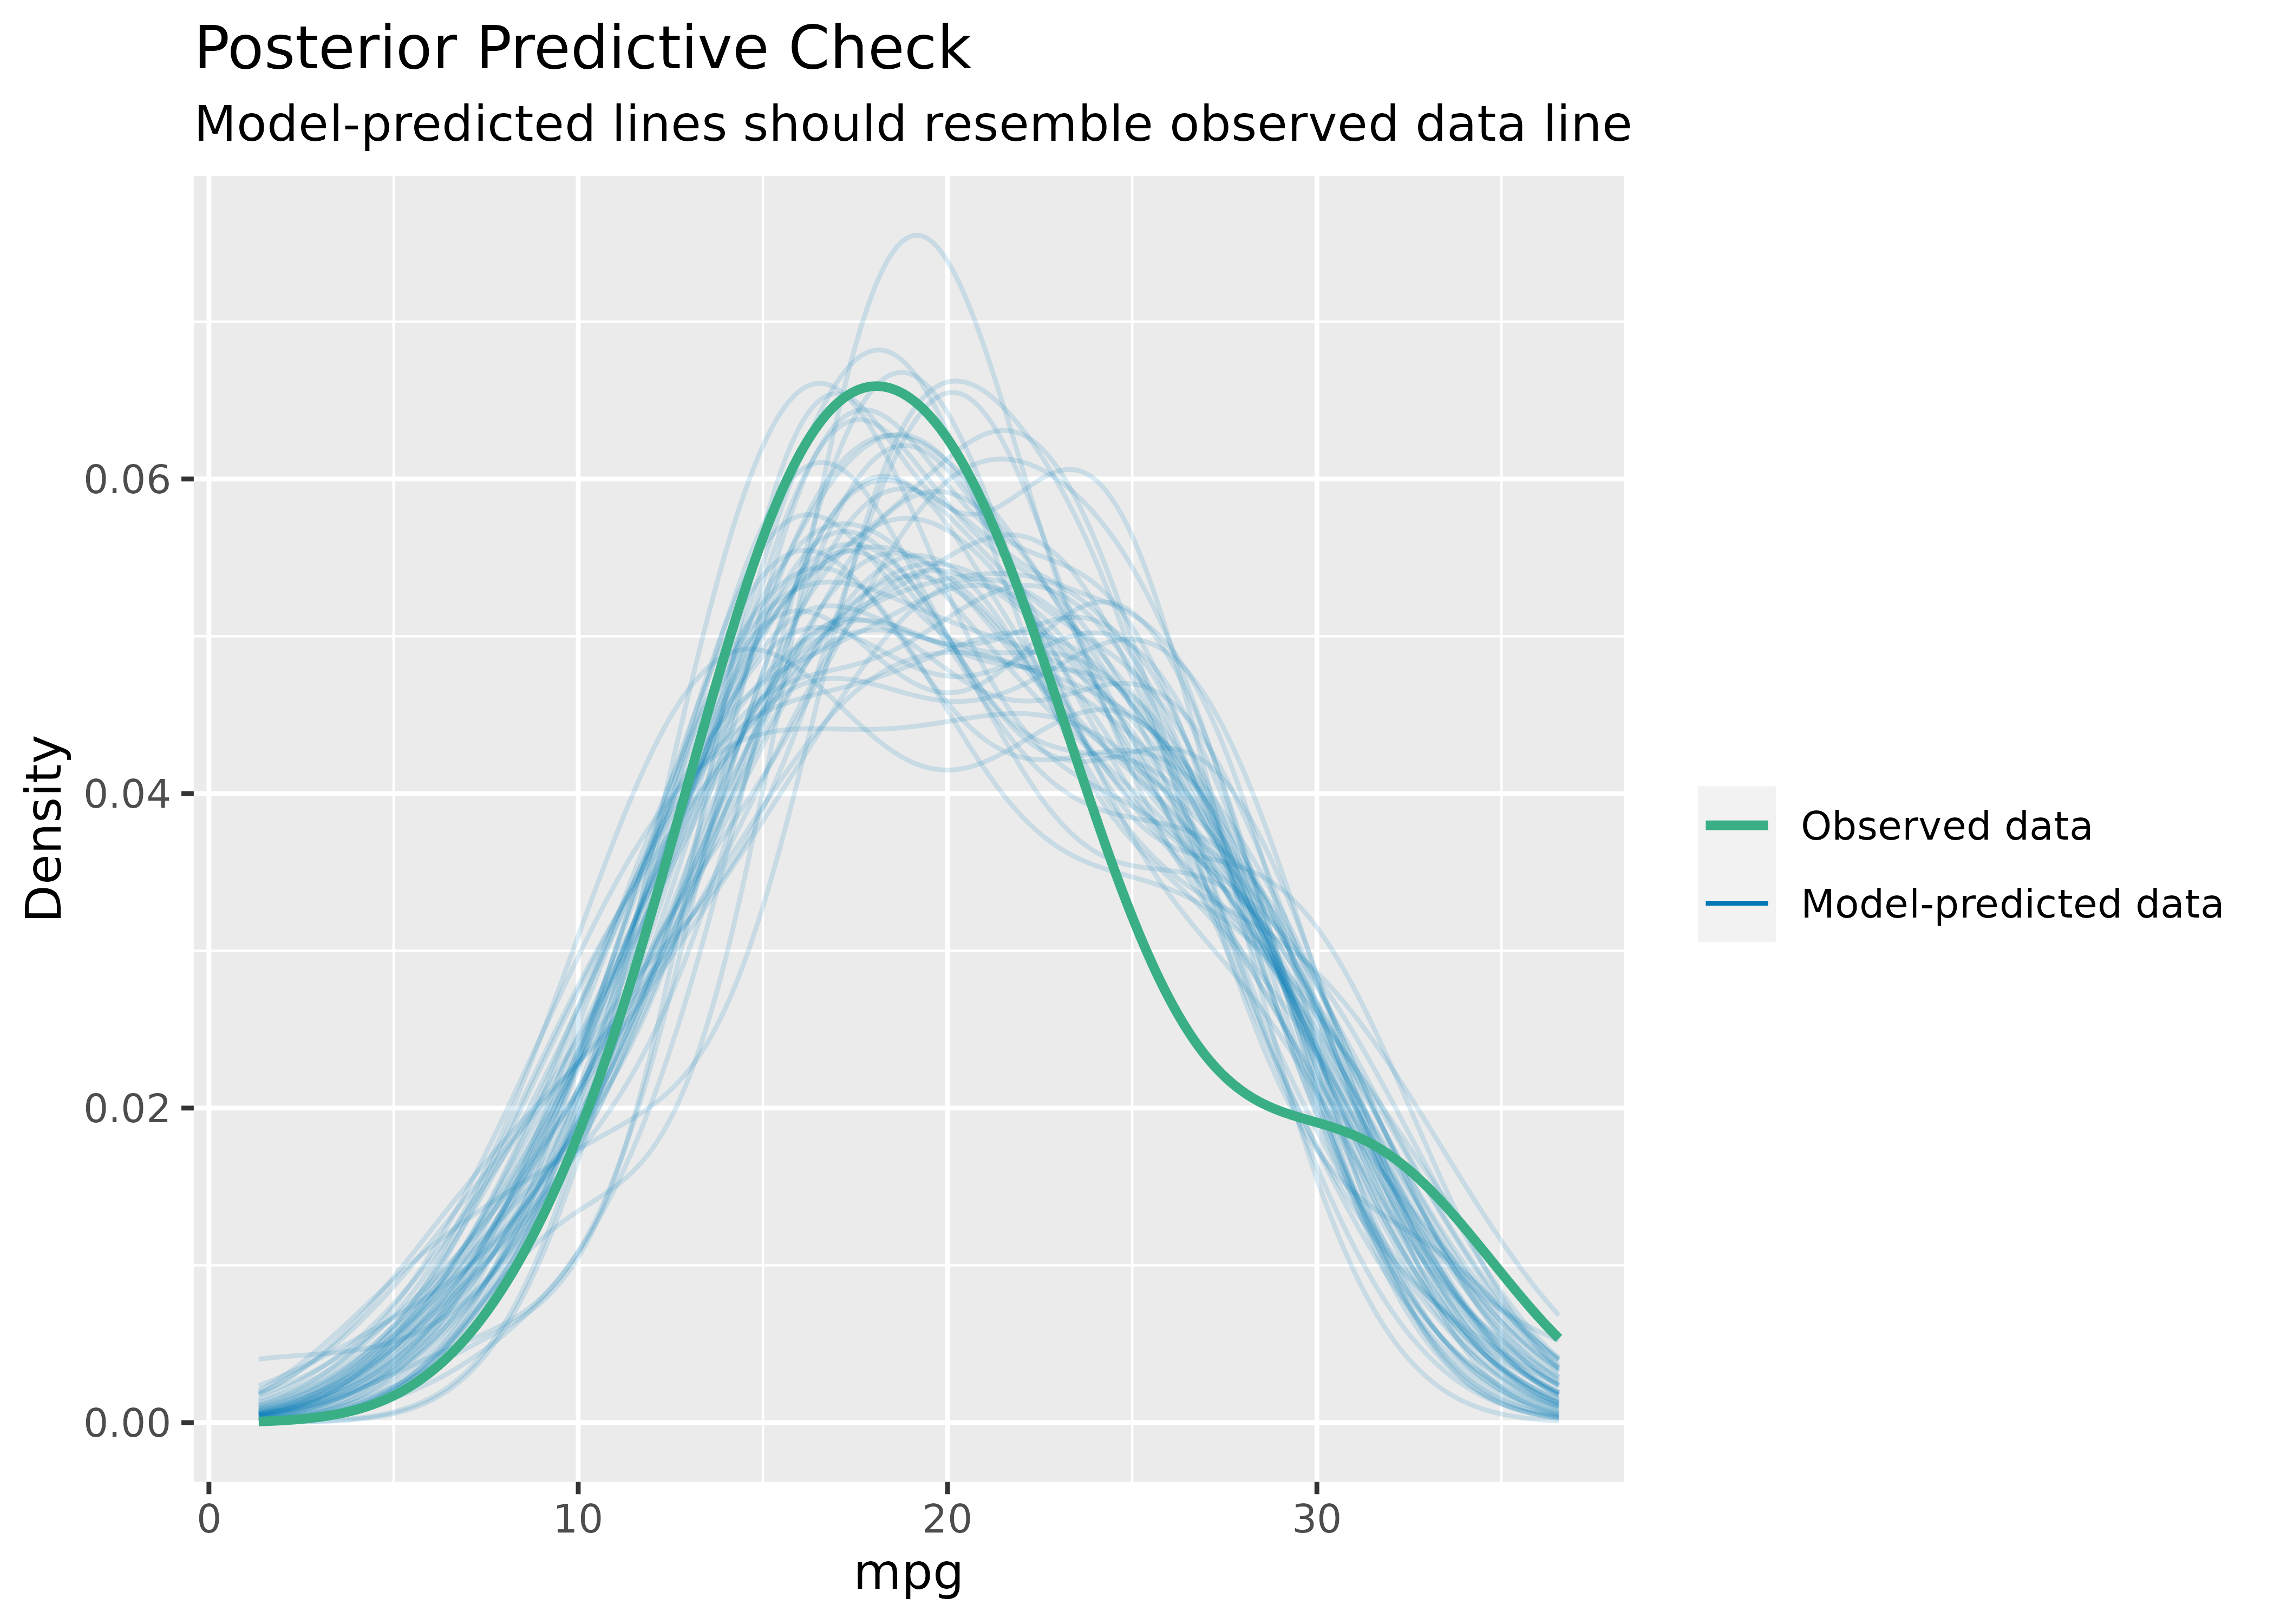 Posterior Predictive Check
Model-predicted lines should resemble observed data line
Density
0.06
0.04
0.02
0.00
0
10
20
30
mpg
Observed data
Model-predicted data